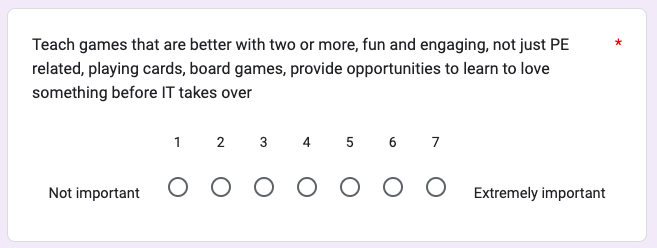 Teach games that are better with two or more, fun and engaging, not just PE *
related, playing cards, board games, provide opportunities to learn to love
something before IT takes over
1 2 3 4 5 6 7
Not important Extremely important